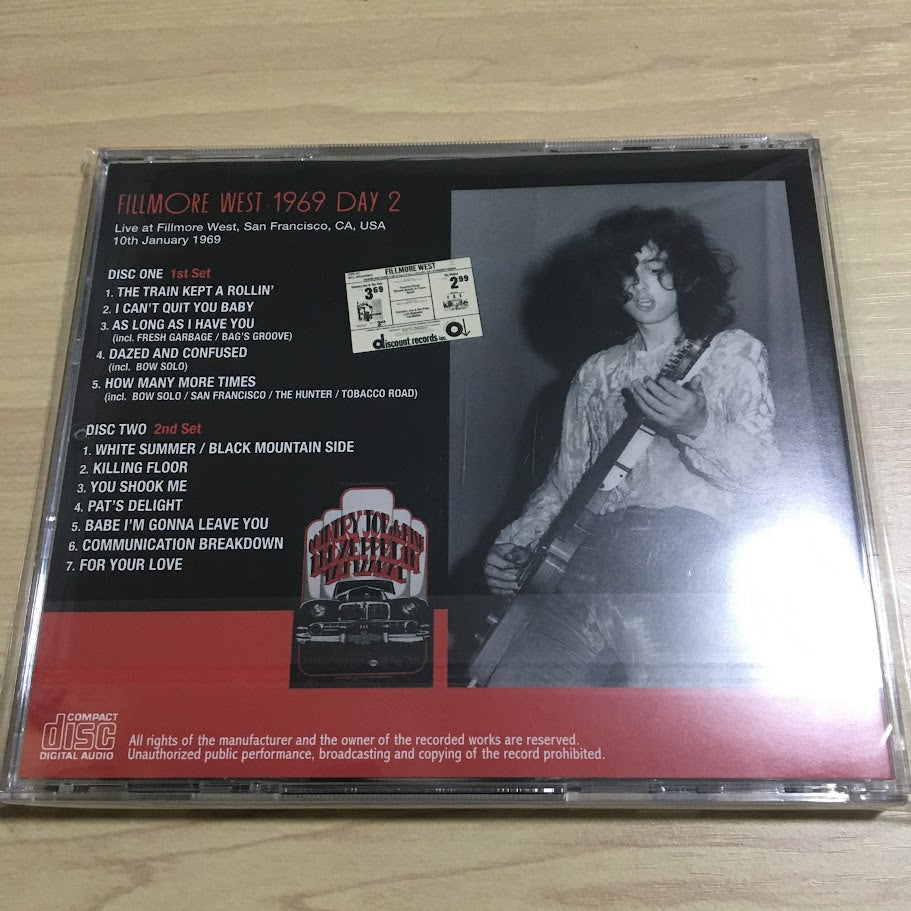 FILLMORE WEST 1969 DAY 2
Live at Fillmore West, San Francisco, CA, USA
10th January 1969
DISC ONE 1st Set
1. THE TRAIN KEPT A ROLLIN'
2. I CAN'T QUIT YOU BABY
3. AS LONG AS I HAVE YOU
(incl. FRESH GARBAGE / BAG'S GROOVE)
4. DAZED AND CONFUSED
(incl. BOW SOLO)
5. HOW MANY MORE TIMES
(incl. BOW SOLO / SAN FRANCISCO / THE HUNTER / TOBACCO ROAD)
FILLMORE WEST
3 69
2 99
discount records inc.
DISC TWO 2nd Set
1. WHITE SUMMER / BLACK MOUNTAIN SIDE
2. KILLING FLOOR
3. YOU SHOOK ME
4. PAT'S DELIGHT
5. BABE I'M GONNA LEAVE YOU
6. COMMUNICATION BREAKDOWN
7. FOR YOUR LOVE
COMPACT
disc
DIGITAL AUDIO
All rights of the manufacturer and the owner of the recorded works are reserved.
Unauthorized public performance, broadcasting and copying of the record prohibited.